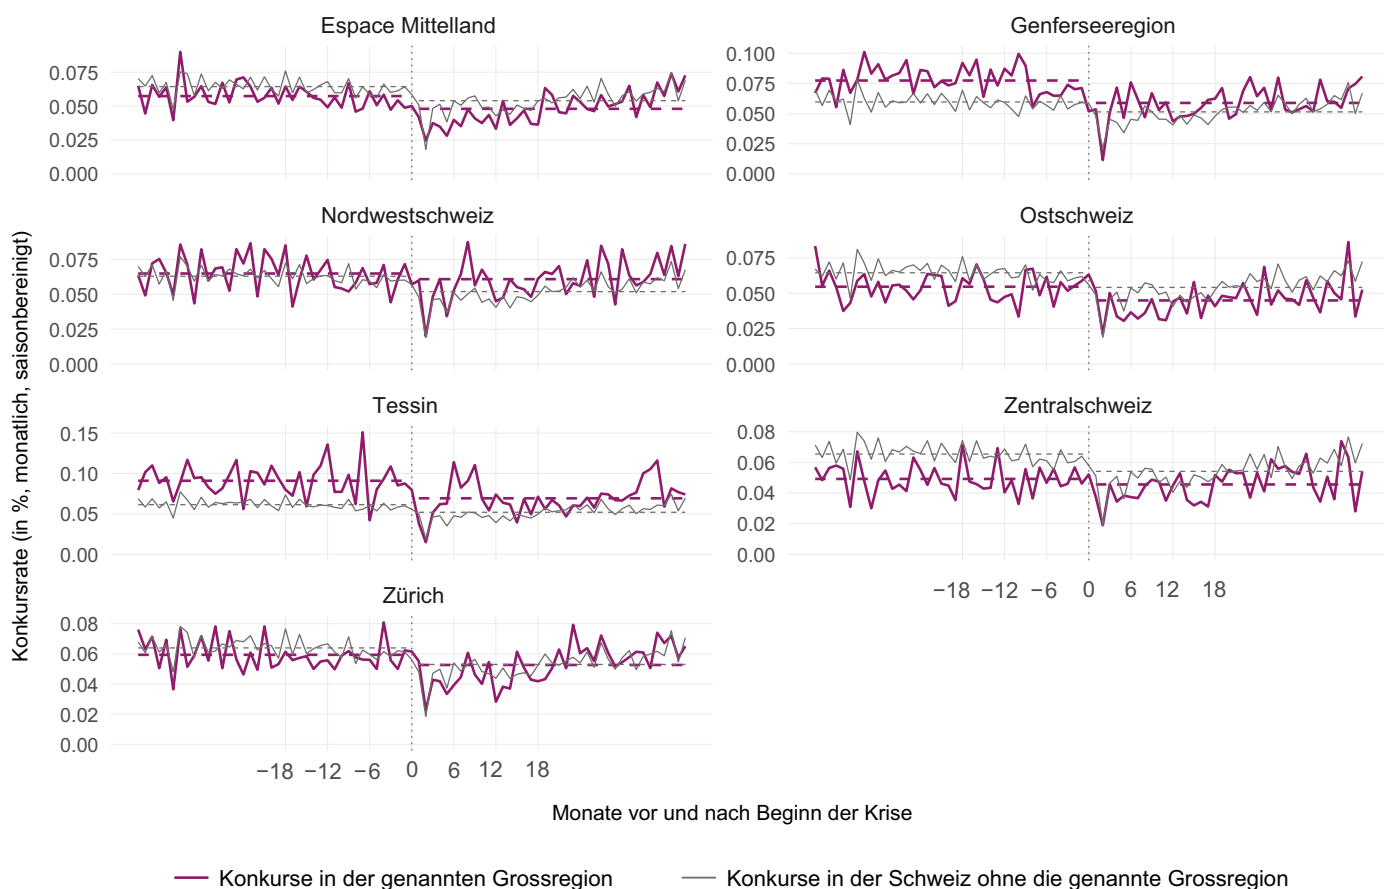 Espace Mittelland
Genferseeregion
0.075
0.050
0.025
0.000
0.100
0.075
0.050
0.025
0.000
Nordwestschweiz
Ostschweiz
0.075
0.050
0.025
0.000
0.075
0.050
0.025
0.000
Tessin
Zentralschweiz
0.15
0.10
0.05
0.00
0.08
0.06
0.04
0.02
0.00
−18 −12 −6 0 6 12 18
Zürich
0.08
0.06
0.04
0.02
0.00
−18 −12 −6 0 6 12 18
Konkursrate (in %, monatlich, saisonbereinigt)
Monate vor und nach Beginn der Krise
Konkurse in der genannten Grossregion
Konkurse in der Schweiz ohne die genannte Grossregion